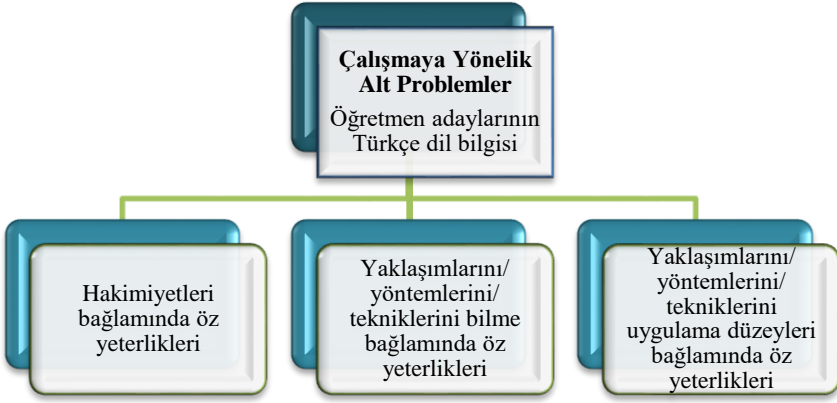 Çalışmaya Yönelik
Alt Problemler
Öğretmen adaylarının
Türkçe dil bilgisi
Hakimiyetleri
bağlamında öz
yeterlikleri
Yaklaşımlarını/
yöntemlerini/
tekniklerini bilme
bağlamında öz
yeterlikleri
Yaklaşımlarını/
yöntemlerini/
tekniklerini
uygulama düzeyleri
bağlamında öz
yeterlikleri